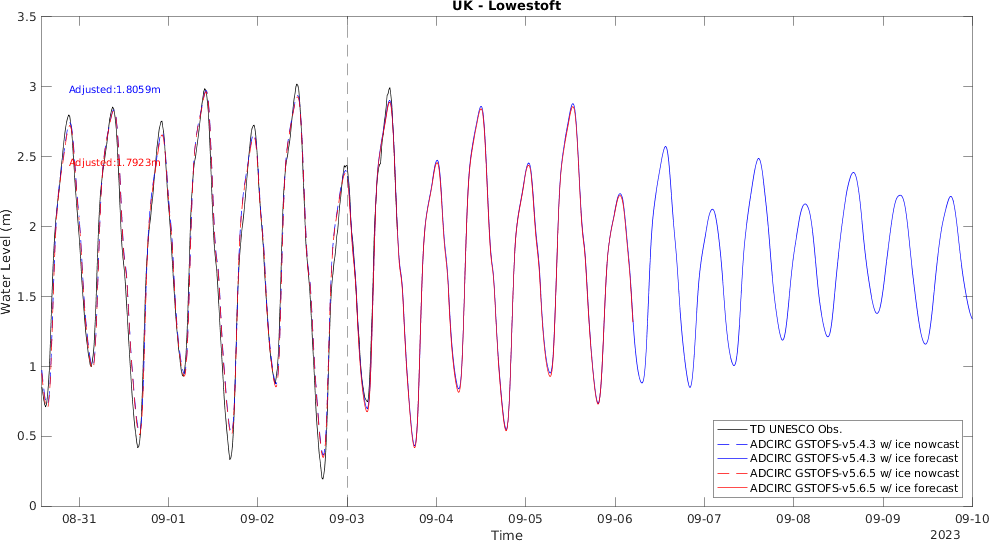 UK - Lowestoft
3.5
3
2.5
2
1.5
1
0.5
0
Water Level (m)
Adjusted:1.8059m
Adjusted:1.7923m
TD UNESCO Obs.
ADCIRC GSTOFS-v5.4.3 w/ ice nowcast
ADCIRC GSTOFS-v5.4.3 w/ ice forecast
ADCIRC GSTOFS-v5.6.5 w/ ice nowcast
ADCIRC GSTOFS-v5.6.5 w/ ice forecast
08-31 09-01 09-02 09-03 09-04 09-05 09-06 09-07 09-08 09-09 09-10
Time
2023